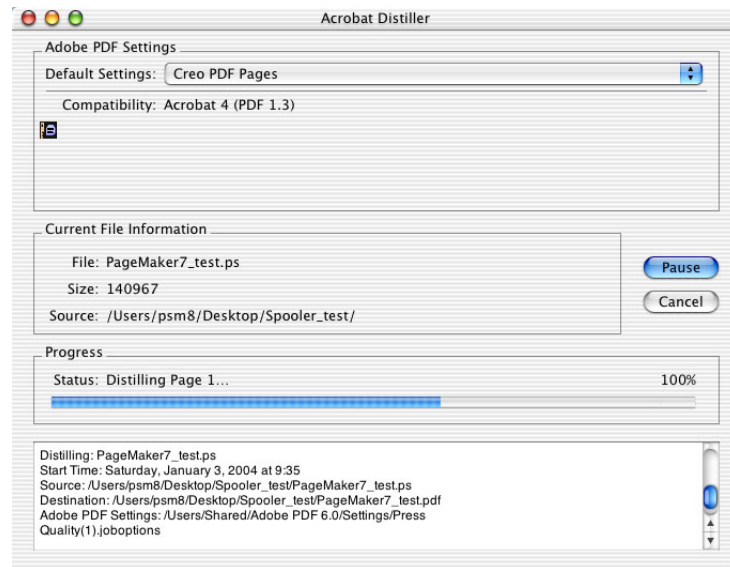 Acrobat Distiller
Adobe PDF Settings
Default Settings: Creo PDF Pages
Compatibility: Acrobat 4 (PDF 1.3)
Current File Information
File: PageMaker7_test.ps
Size: 140967
Source: /Users/psm8/Desktop/Spooler_test/
Pause
Cancel
Progress
Status: Distilling Page 1... 100%
Distilling: PageMaker7_test.ps
Start Time: Saturday, January 3, 2004 at 9:35
Source: /Users/psm8/Desktop/Spooler_test/PageMaker7_test.ps
Destination: /Users/psm8/Desktop/Spooler_test/PageMaker7_test.pdf
Adobe PDF Settings: /Users/Shared/Adobe PDF 6.0/Settings/Press
Quality(1).joboptions